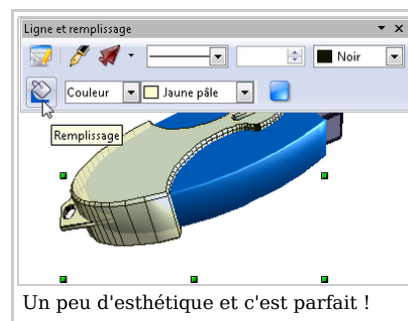 Ligne et remplissage
Noir
Couleur
Jaune pâle
Remplissage
Un peu d'esthétique et c'est parfait !